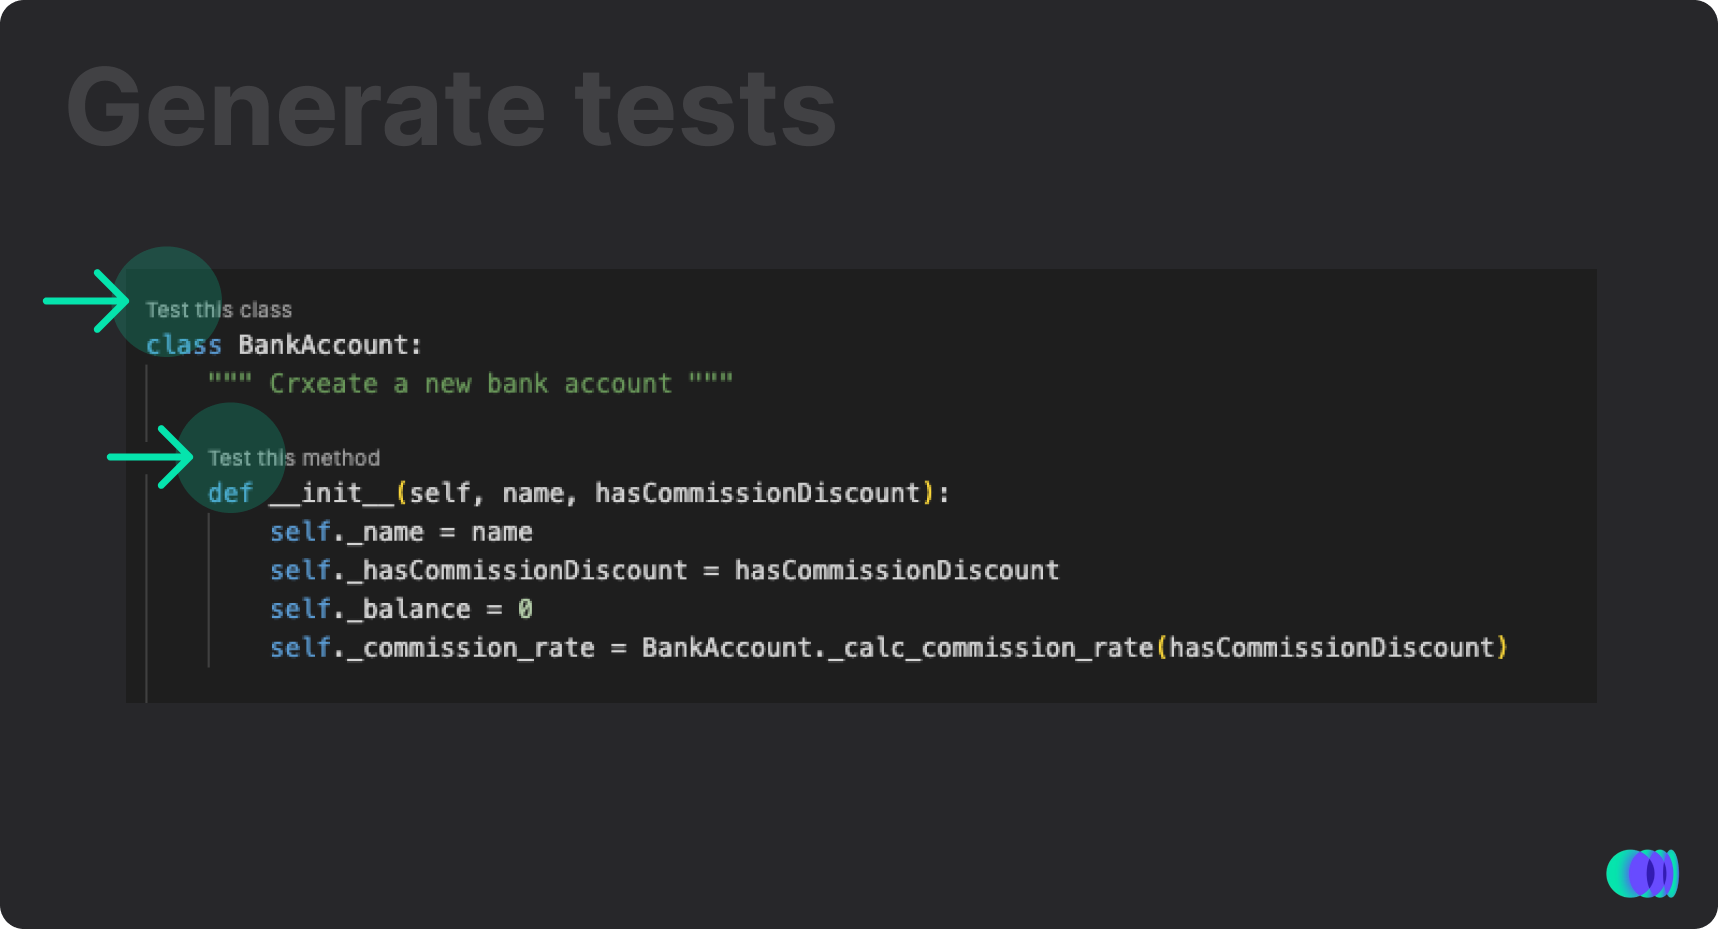 Generate tests
Test this class
class BankAccount:
""" Crxeate a new bank account """
Test this method
def __init__(self, name, hasCommissionDiscount):
self._name = name
self._hasCommissionDiscount = hasCommissionDiscount
self._balance = 0
self._commission_rate = BankAccount._calc_commission_rate(hasCommissionDiscount)